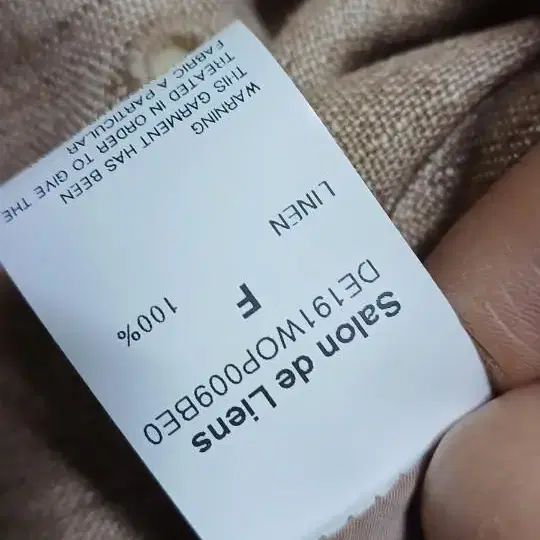 Salon de Liens
DE191WOP009BE0
F
LINEN 100%
WARNING
THIS GARMENT HAS BEEN
TREATED IN ORDER TO GIVE THE
FABRIC A PARTICULAR